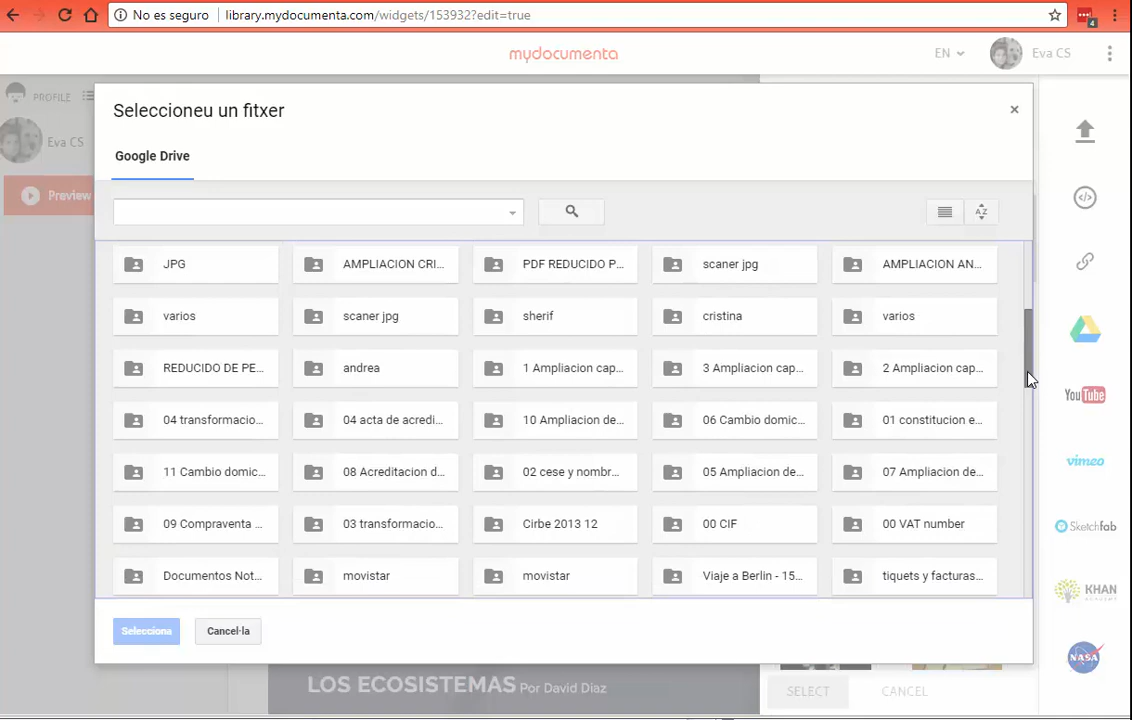 No es seguro library.mydocumenta.com/widgets/153932?edit=true
4
mydocumenta EN Eva CS
PROFILE
Eva CS
Preview
Seleccioneu un fitxer
Google Drive
JPG AMPLIACION CRI... PDF REDUCIDO P... scaner jpg AMPLIACION AN...
varios scaner jpg sherif cristina varios
REDUCIDO DE PE... andrea 1 Ampliacion cap... 3 Ampliacion cap... 2 Ampliacion cap...
04 transformacio... 04 acta de acredi... 10 Ampliacion de... 06 Cambio domic... 01 constitucion e...
11 Cambio domic... 08 Acreditacion d... 02 cese y nombr... 05 Ampliacion de... 07 Ampliacion de...
09 Compraventa ... 03 transformacio... Cirbe 2013 12 00 CIF 00 VAT number
Documentos Not... movistar movistar Viaje a Berlin - 15... tiquets y facturas...
Selecciona Cancel·la
AZ
YouTube
vimeo
Sketchfab
KHAN
NASA
LOS ECOSISTEMAS Por David Diaz
SELECT CANCEL